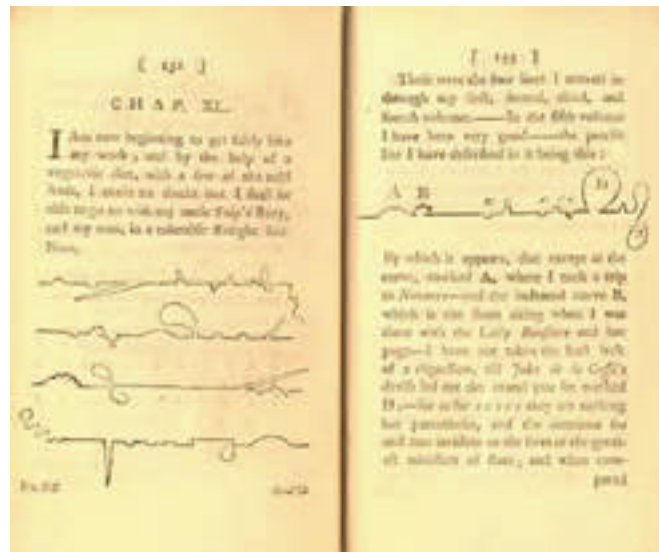 [ 152 ]
C H A P. XL.
I Am now beginning to get fairly into
my work; and by the help of a
vegetable diet, with a few of the cold
seeds, I make no doubt but I shall be
able to go on with my uncle Toby's story,
and my own, in a tolerable straight line.
Now,
[ 153 ]
These were the four lines I moved in
through my first, second, third, and
fourth volumes.——In the fifth volume
I have been very good——the precise
line I have described in it being this:
A B D
By which it appears, that except at the
curve, marked A, where I took a trip
to Navarre—and the indented curve B,
which is the short airing when I was
there with the Lady Baussiere and her
page—I have not taken the least frisk
of a digression, till John de la Casse's
devils led me the round you see marked
D.—for as for c c c c c they are nothing
but parentheses, and the common ins
and outs incident to the lives of the great-
est ministers of state; and when com-
pared